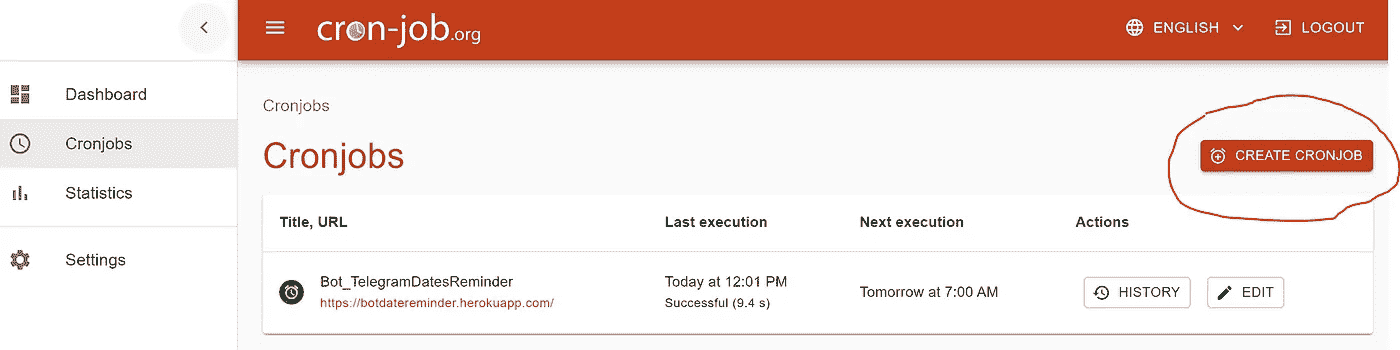 cron-job.org
ENGLISH
LOGOUT
Dashboard
Cronjobs
Statistics
Settings
Cronjobs
Cronjobs
CREATE CRONJOB
Title, URL Last execution Next execution Actions
Bot_TelegramDatesReminder Today at 12:01 PM Tomorrow at 7:00 AM HISTORY EDIT
https://botdatereminder.herokuapp.com/ Successful (9.4 s)